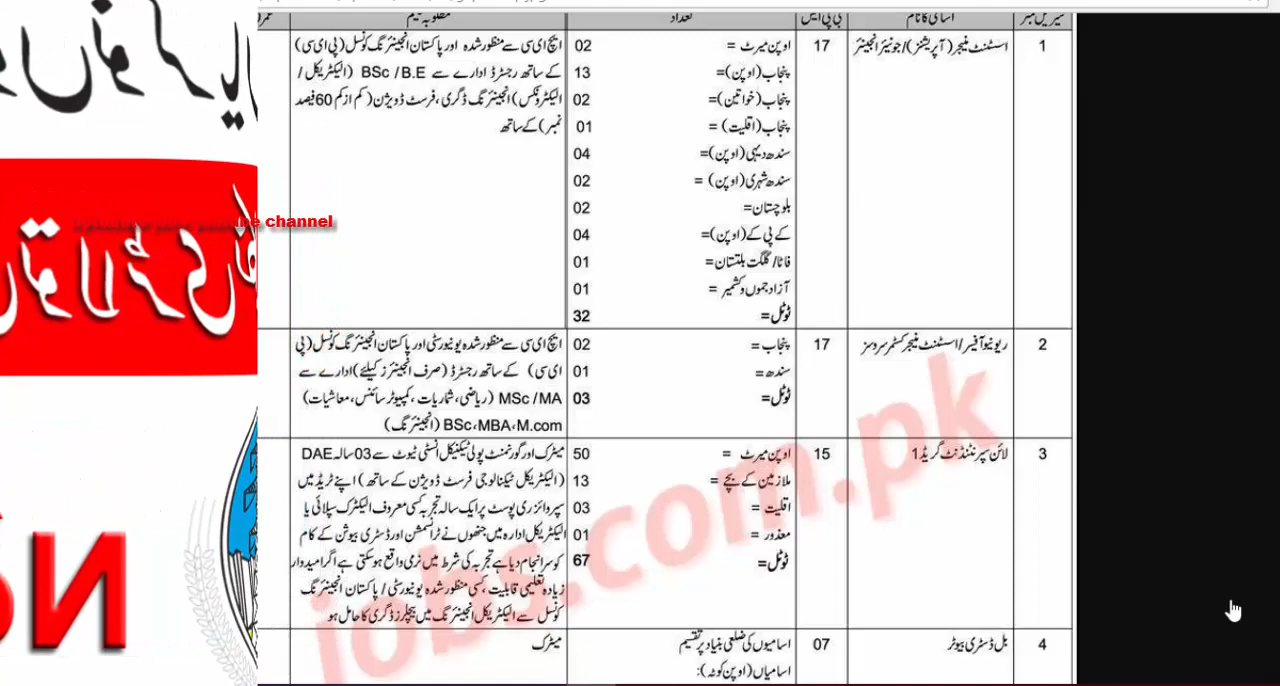 سیریل نمبر اسامی کا نام بی پی ایس تعداد مطلوبہ تعلیم
1 اسسٹنٹ منیجر (آپریشنز)/جونیئر انجینئر 17
اوپن میرٹ = 02
پنجاب (اوپن)= 13
پنجاب (خواتین)= 02
پنجاب (اقلیت) = 01
سندھ دیہی (اوپن)= 04
سندھ شہری (اوپن) = 02
بلوچستان= 02
کے پی کے (اوپن)= 04
فاٹا/ گلگت بلتستان= 01
آزاد جموں و کشمیر = 01
ٹوٹل= 32
ایچ ای سی سے منظور شدہ اور پاکستان انجینئرنگ کونسل (پی ای سی)
کے ساتھ رجسٹرڈ ادارے سے BSc / B.E (الیکٹریکل /
الیکٹرونکس) انجینئرنگ ڈگری، فرسٹ ڈویژن (کم از کم 60 فیصد
نمبر) کے ساتھ
2 ریونیو آفیسر/ اسسٹنٹ منیجر کسٹمر سروسز 17
پنجاب = 02
سندھ = 01
ٹوٹل= 03
ایچ ای سی سے منظور شدہ یونیورسٹی اور پاکستان انجینئرنگ کونسل (پی
ای سی) کے ساتھ رجسٹرڈ (صرف انجینئرز کیلئے) ادارے سے
MSc / MA (ریاضی، شماریات، کمپیوٹر سائنس، معاشیات)
BSc،MBA،M.com (انجینئرنگ)
3 لائن سپرنٹنڈنٹ گریڈ 1 15
اوپن میرٹ = 50
ملازمین کے بچے = 13
اقلیت = 03
معذور = 01
ٹوٹل= 67
میٹرک اور گورنمنٹ پولی ٹیکنیکل انسٹی ٹیوٹ سے 03 سالہ DAE
(الیکٹریکل ٹیکنالوجی فرسٹ ڈویژن کے ساتھ) اپنے ٹریڈ میں
سپروائزری پوسٹ پر ایک سالہ تجربہ کسی معروف الیکٹرک سپلائی یا
الیکٹریکل ادارہ میں جنھوں نے ٹرانسمشن اور ڈسٹری بیوشن کے کام
کو سرانجام دیا ہے تجربہ کی شرط میں نرمی واقع ہو سکتی ہے اگر امیدوار
زیادہ تعلیمی قابلیت، کسی منظور شدہ یونیورسٹی / پاکستان انجینئرنگ
کونسل سے الیکٹریکل انجینئرنگ میں بیچلرز ڈگری کا حامل ہو
4 بل ڈسٹری بیوٹر 07
اسامیوں کی ضلعی بنیاد پر تقسیم
اسامیاں (اوپن کوٹہ):
میٹرک
jobs.com.pk
channel
تو لاٹری
N